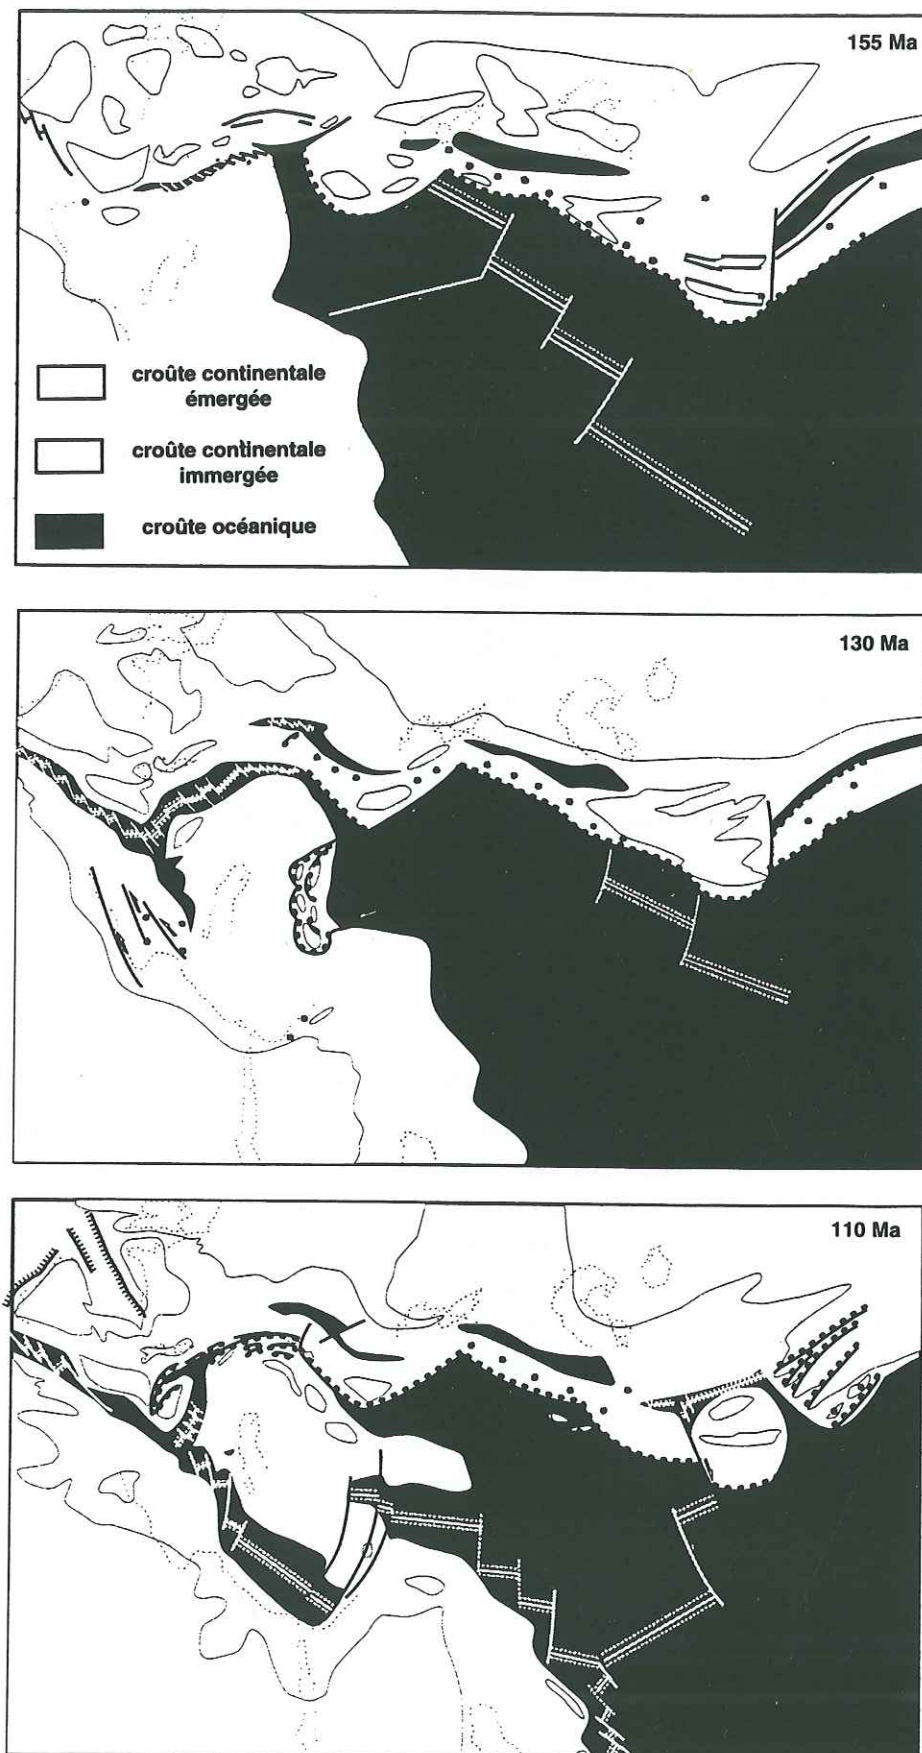 155 Ma
croûte continentale
émergée
croûte continentale
immergée
croûte océanique
130 Ma
110 Ma